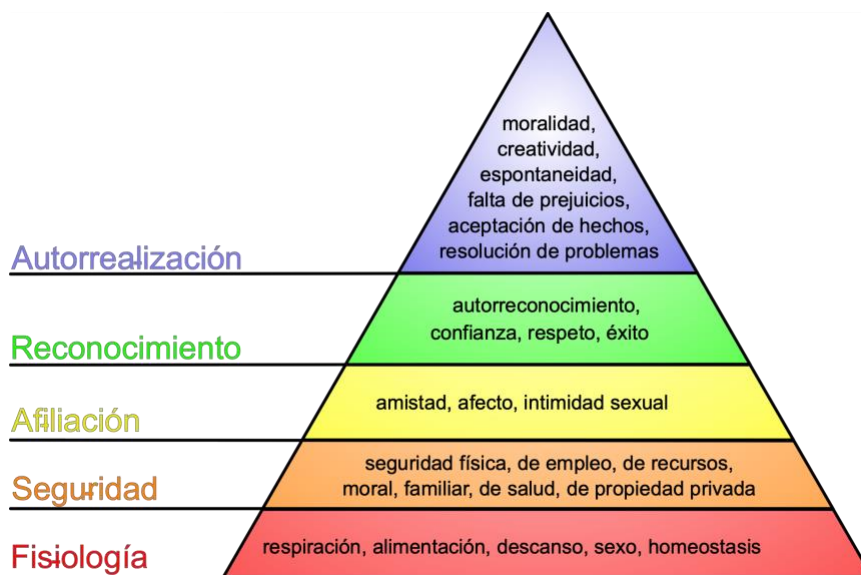 moralidad,
creatividad,
espontaneidad,
falta de prejuicios,
aceptación de hechos,
resolución de problemas
Autorrealización
autorreconocimiento,
confianza, respeto, éxito
Reconocimiento
amistad, afecto, intimidad sexual
Afiliación
seguridad física, de empleo, de recursos,
moral, familiar, de salud, de propiedad privada
Seguridad
respiración, alimentación, descanso, sexo, homeostasis
Fisiología